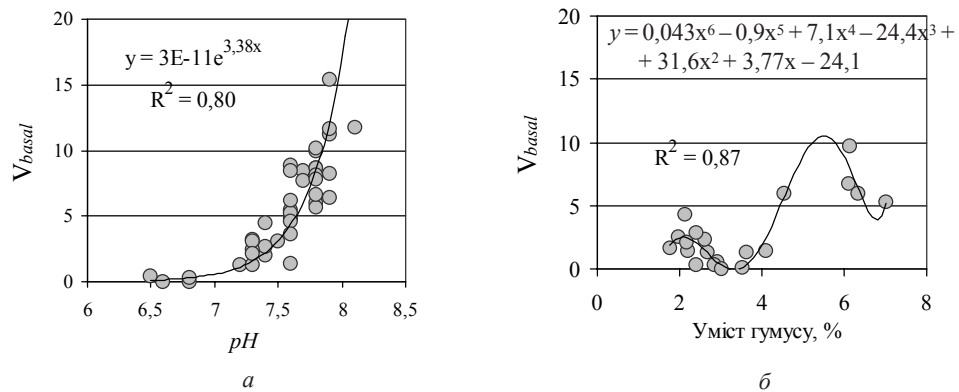 20
15
10
5
0
V basal
y = 3E-11e^3,38x
R² = 0,80
6 6,5 7 7,5 8 8,5
pH
а
20
15
10
5
0
V basal
y = 0,043x⁶ – 0,9x⁵ + 7,1x⁴ – 24,4x³ +
+ 31,6x² + 3,77x – 24,1
R² = 0,87
0 2 4 6 8
Уміст гумусу, %
б